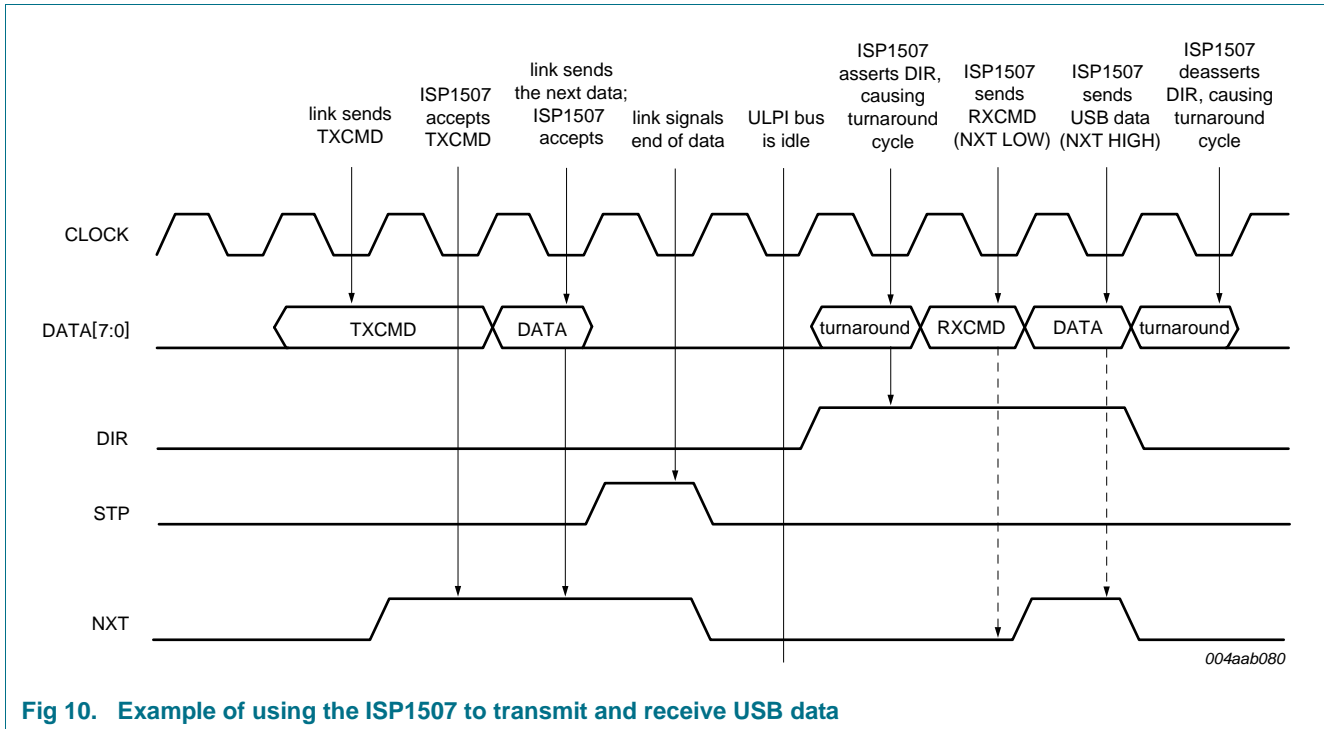 link sends
TXCMD
ISP1507
accepts
TXCMD
link sends
the next data;
ISP1507
accepts
link signals
end of data
ULPI bus
is idle
ISP1507
asserts DIR,
causing
turnaround
cycle
ISP1507
sends
RXCMD
(NXT LOW)
ISP1507
sends
USB data
(NXT HIGH)
ISP1507
deasserts
DIR, causing
turnaround
cycle
CLOCK
DATA[7:0]
TXCMD
DATA
turnaround
RXCMD
DATA
turnaround
DIR
STP
NXT
004aab080
Fig 10. Example of using the ISP1507 to transmit and receive USB data